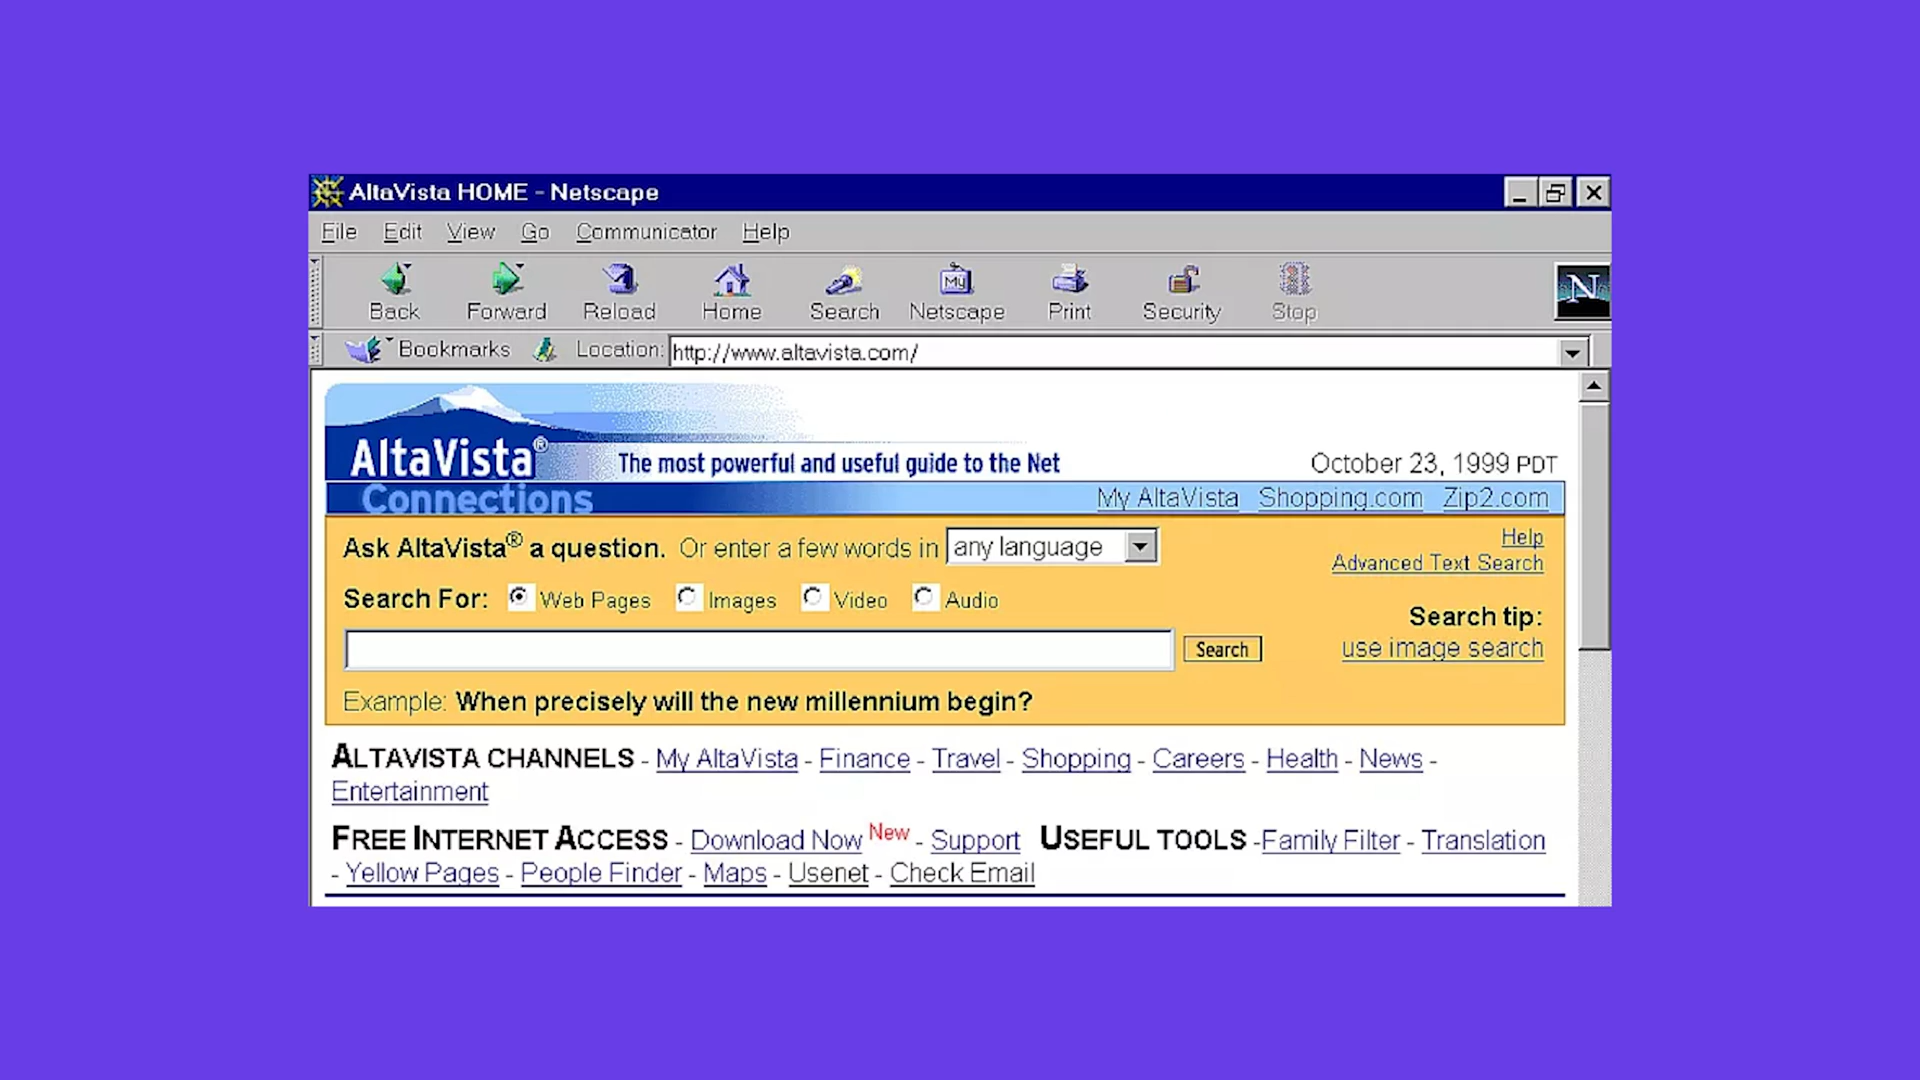 AltaVista HOME - Netscape
File Edit View Go Communicator Help
Back Forward Reload Home Search Netscape Print Security Stop
My
N
Bookmarks Location: http://www.altavista.com/
AltaVista® The most powerful and useful guide to the Net October 23, 1999 PDT
Connections My AltaVista Shopping.com Zip2.com
Ask AltaVista® a question. Or enter a few words in any language Help
Advanced Text Search
Search For: Web Pages Images Video Audio
Search tip:
Search use image search
Example: When precisely will the new millennium begin?
ALTAVISTA CHANNELS - My AltaVista - Finance - Travel - Shopping - Careers - Health - News -
Entertainment
FREE INTERNET ACCESS - Download Now New - Support USEFUL TOOLS -Family Filter - Translation
- Yellow Pages - People Finder - Maps - Usenet - Check Email